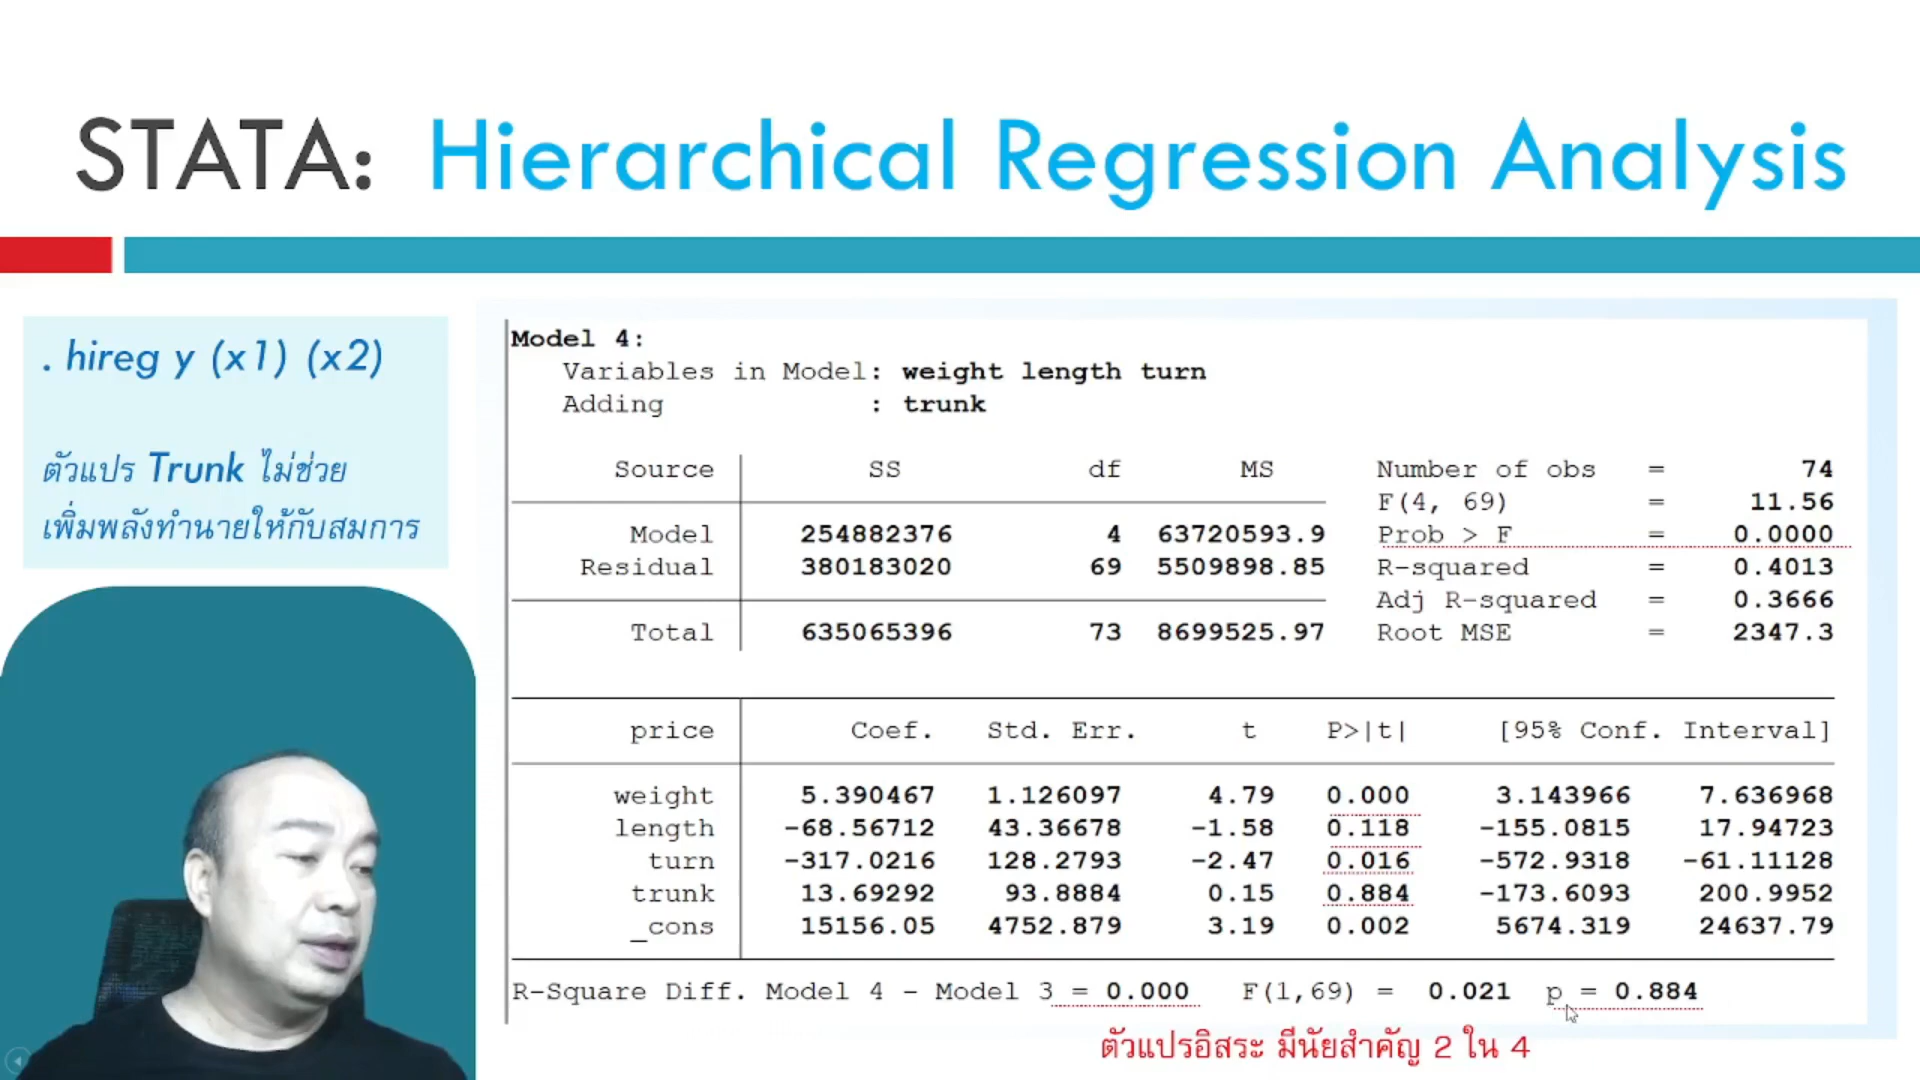 STATA: Hierarchical Regression Analysis
. hireg y (x1) (x2)
ตัวแปร Trunk ไม่ช่วย
เพิ่มพลังทำนายให้กับสมการ
Model 4:
Variables in Model: weight length turn
Adding : trunk
Source SS df MS Number of obs = 74
F(4, 69) = 11.56
Model 254882376 4 63720593.9 Prob > F = 0.0000
Residual 380183020 69 5509898.85 R-squared = 0.4013
Adj R-squared = 0.3666
Total 635065396 73 8699525.97 Root MSE = 2347.3
price Coef. Std. Err. t P>|t| [95% Conf. Interval]
weight 5.390467 1.126097 4.79 0.000 3.143966 7.636968
length -68.56712 43.36678 -1.58 0.118 -155.0815 17.94723
turn -317.0216 128.2793 -2.47 0.016 -572.9318 -61.11128
trunk 13.69292 93.8884 0.15 0.884 -173.6093 200.9952
_cons 15156.05 4752.879 3.19 0.002 5674.319 24637.79
R-Square Diff. Model 4 - Model 3 = 0.000 F(1,69) = 0.021 p = 0.884
ตัวแปรอิสระ มีนัยสำคัญ 2 ใน 4